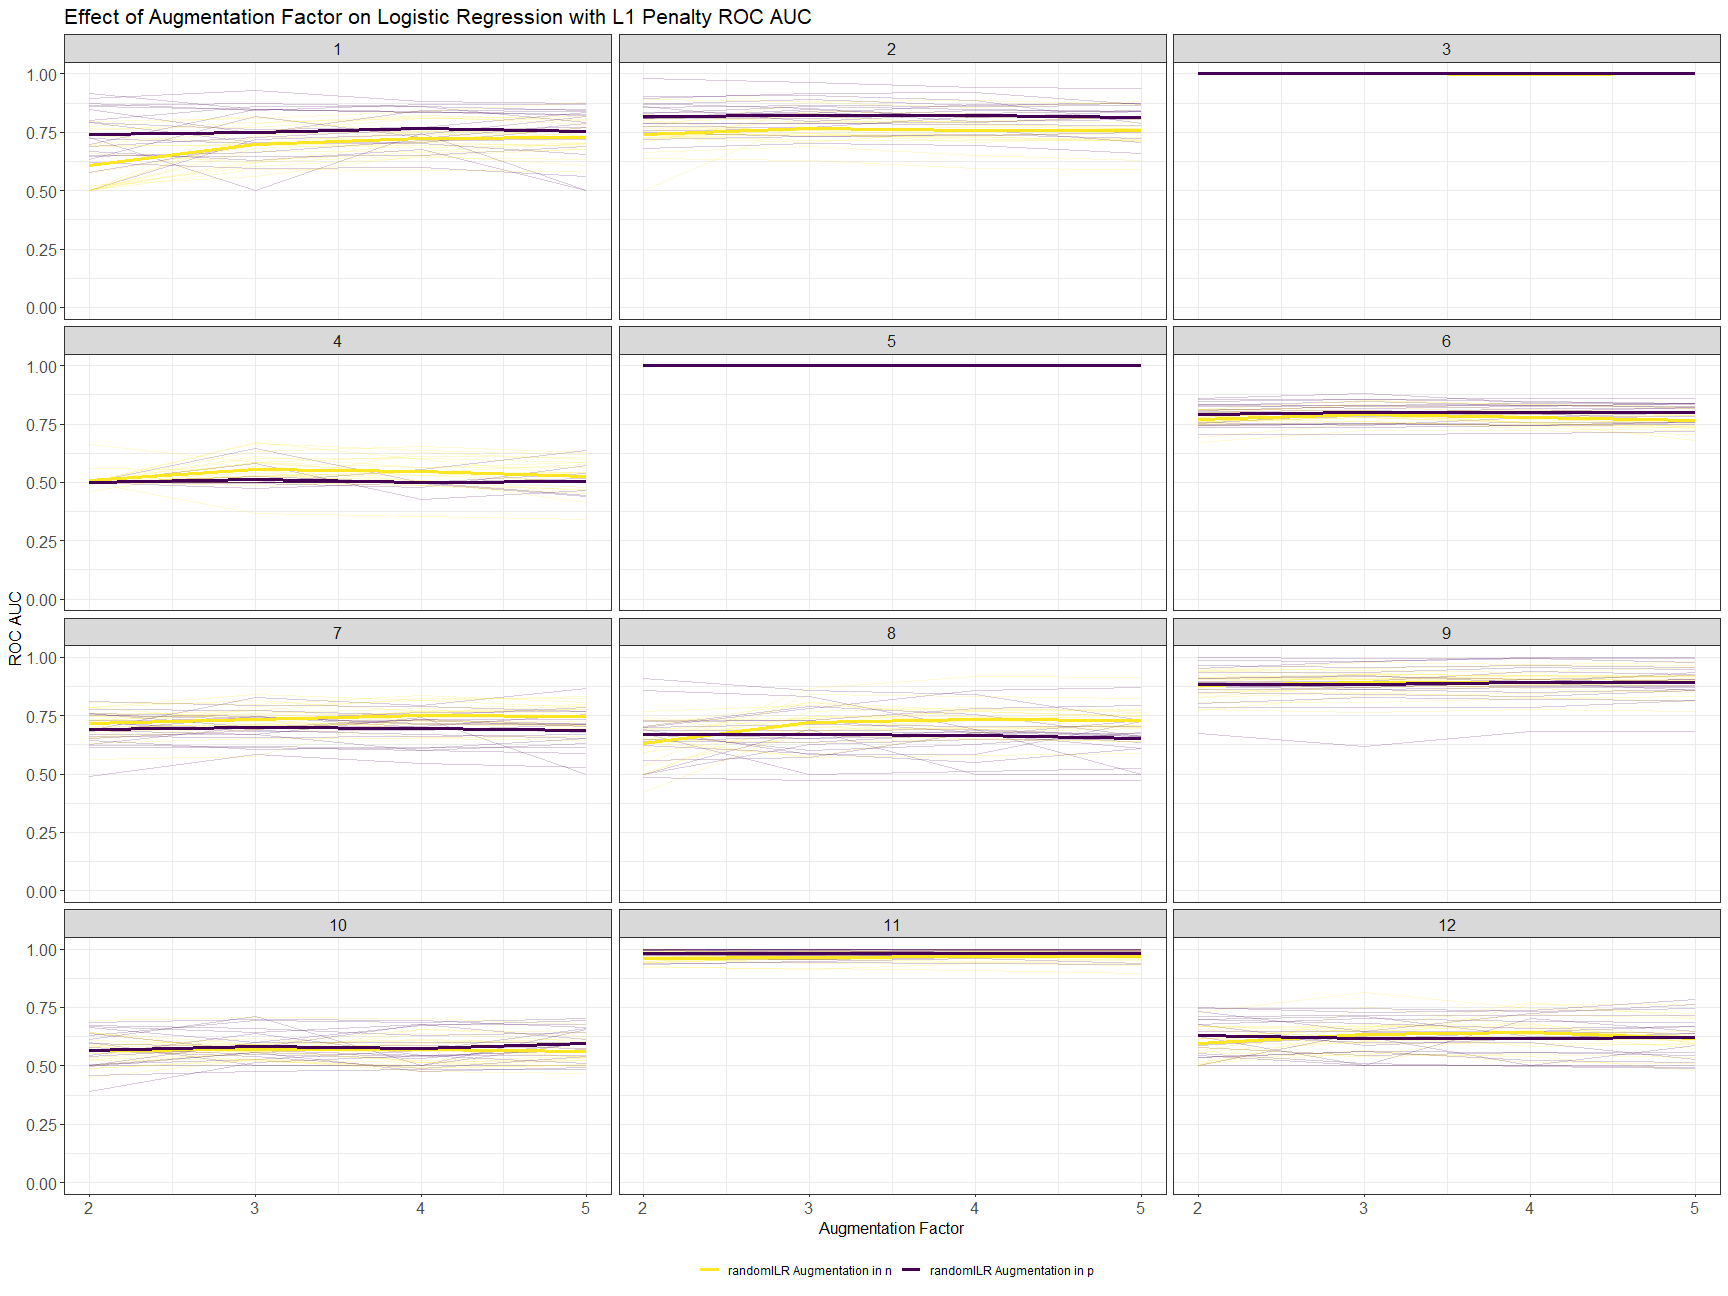 Effect of Augmentation Factor on Logistic Regression with L1 Penalty ROC AUC
1 2 3
1.00
0.75
0.50
0.25
0.00
4 5 6
1.00
0.75
0.50
0.25
0.00
ROC AUC
7 8 9
1.00
0.75
0.50
0.25
0.00
10 11 12
1.00
0.75
0.50
0.25
0.00
2 3 4 5 2 3 4 5 2 3 4 5
Augmentation Factor
randomILR Augmentation in n randomILR Augmentation in p